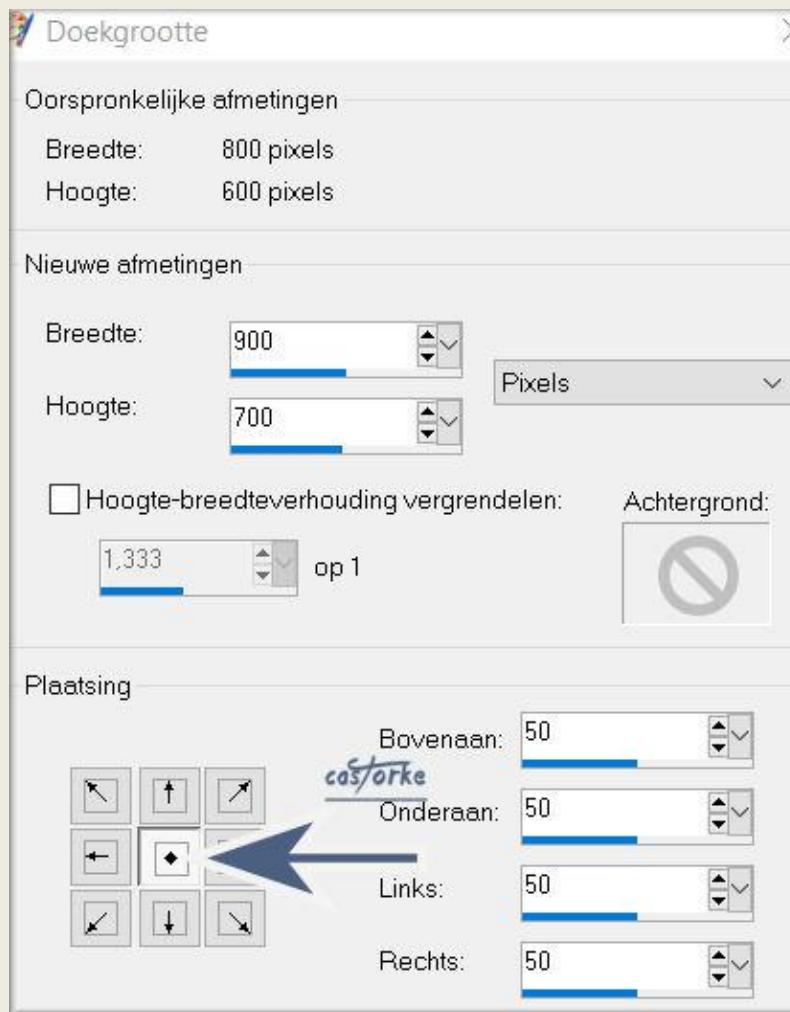 Doekgrootte
Oorspronkelijke afmetingen
Breedte: 800 pixels
Hoogte: 600 pixels
Nieuwe afmetingen
Breedte: 900
Pixels
Hoogte: 700
Hoogte-breedteverhouding vergrendelen: Achtergrond:
1,333 op 1
Plaatsing
Bovenaan: 50
castorke
Onderaan: 50
Links: 50
Rechts: 50